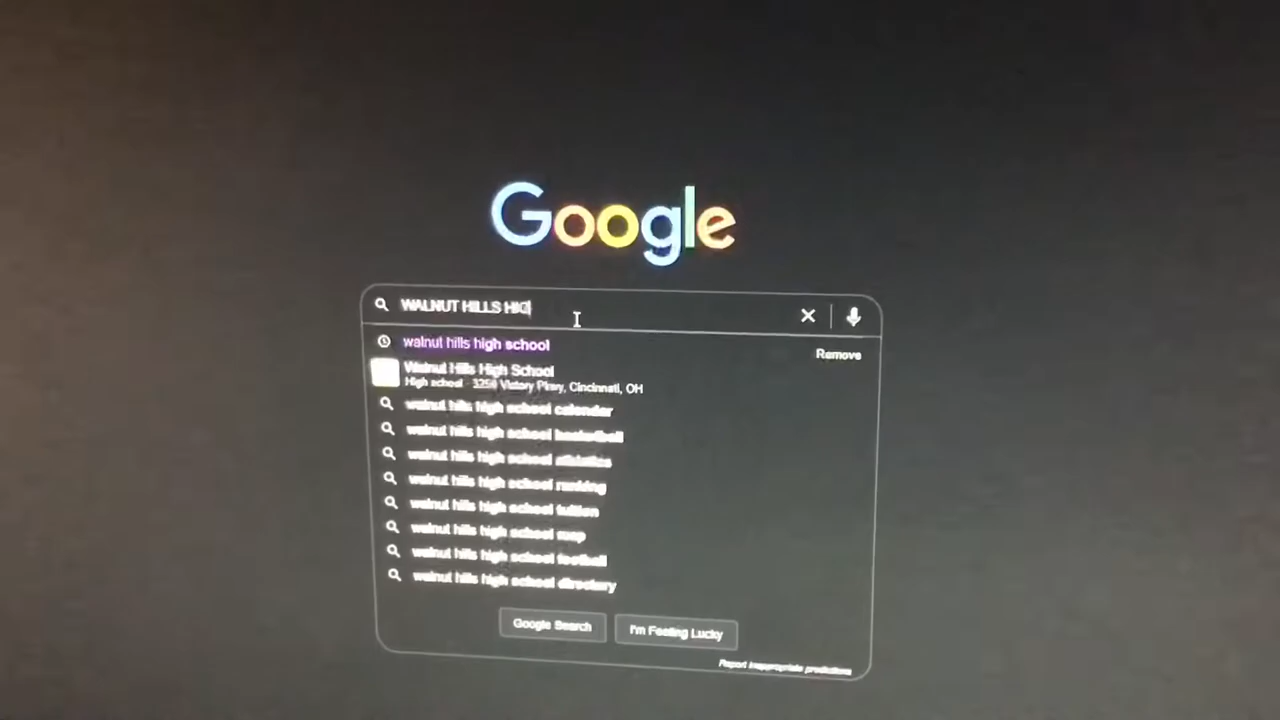 Google
WALNUT HILLS HIG
walnut hills high school
Remove
Walnut Hills High School
High school · 3250 Victory Pkwy, Cincinnati, OH
walnut hills high school calendar
walnut hills high school basketball
walnut hills high school athletics
walnut hills high school ranking
walnut hills high school tuition
walnut hills high school map
walnut hills high school football
walnut hills high school directory
Google Search
I'm Feeling Lucky
Report inappropriate predictions